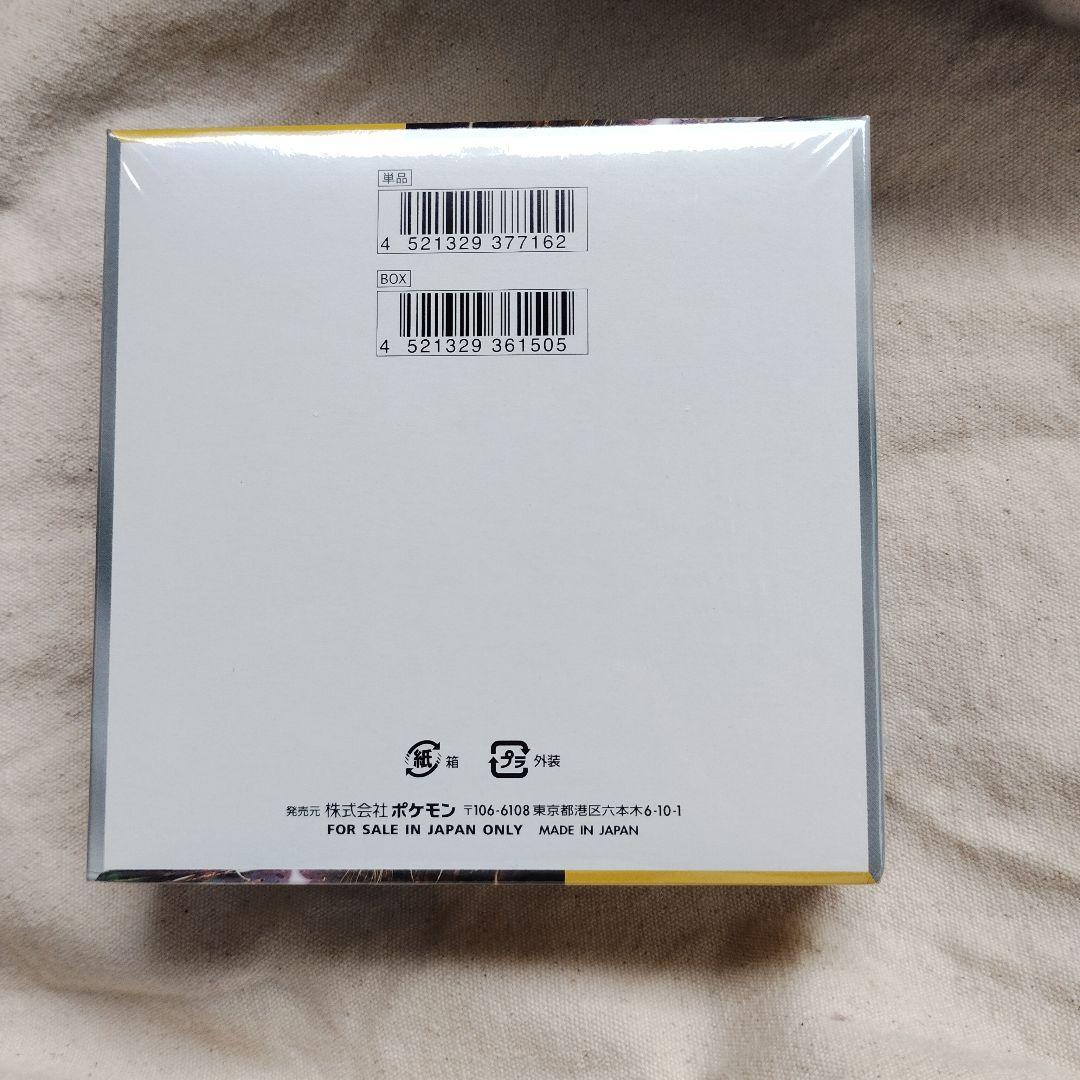 単品
4 521329 377162
BOX
4 521329 361505
紙 箱 プラ 外装
発売元 株式会社 ポケモン 〒106-6108 東京都港区六本木6-10-1
FOR SALE IN JAPAN ONLY MADE IN JAPAN